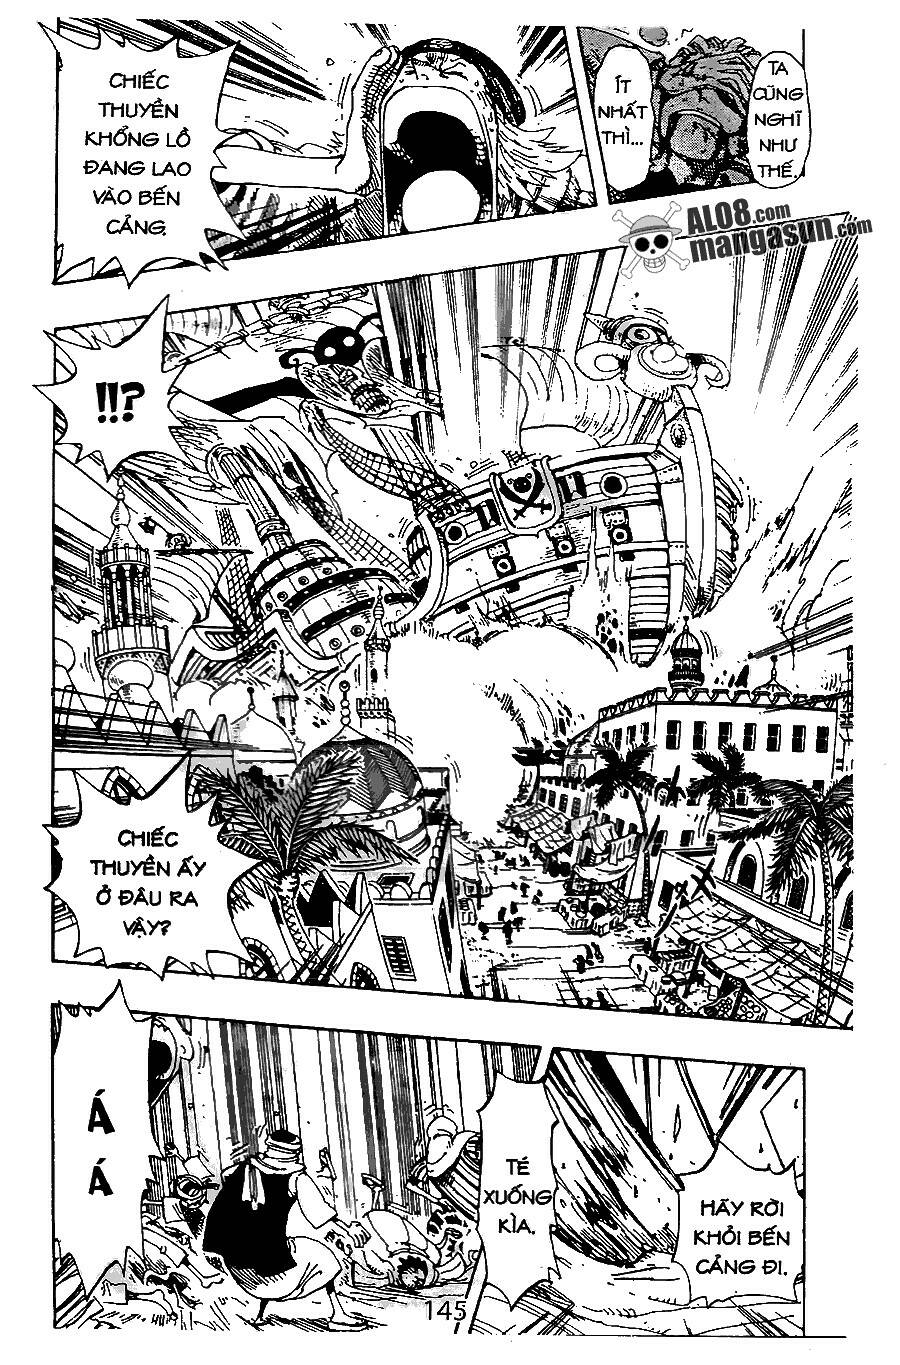 TA
CŨNG
NGHĨ
NHƯ
THẾ.
ÍT
NHẤT
THÌ...
CHIẾC
THUYỀN
KHỔNG LỒ
ĐANG LAO
VÀO BẾN
CẢNG.
ALO8.com
mangasun.com
!!?
CHIẾC
THUYỀN ẤY
Ở ĐÂU RA
VẬY?
HÃY RỜI
KHỎI BẾN
CẢNG ĐI.
TÉ
XUỐNG
KÌA.
Á
Á
145